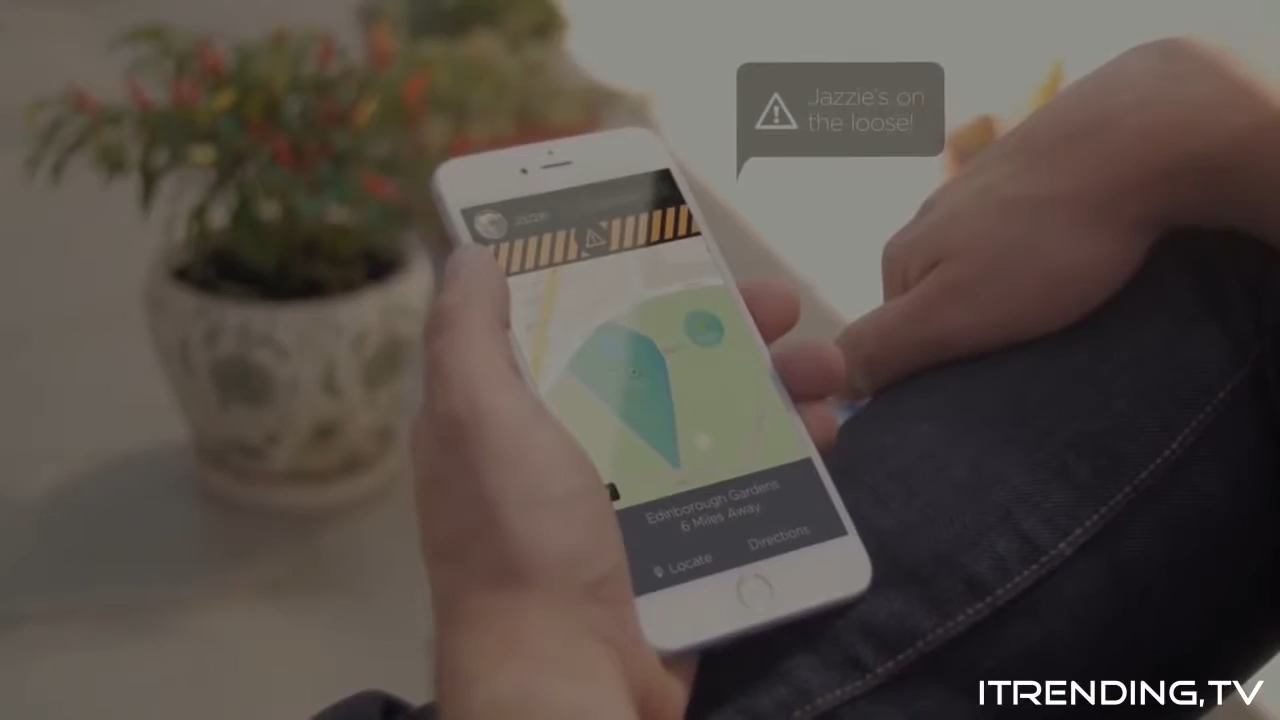 Jazzie's on
the loose!
Jazzie
Edinborough Gardens
6 Miles Away
Locate
Directions
ITRENDING,TV